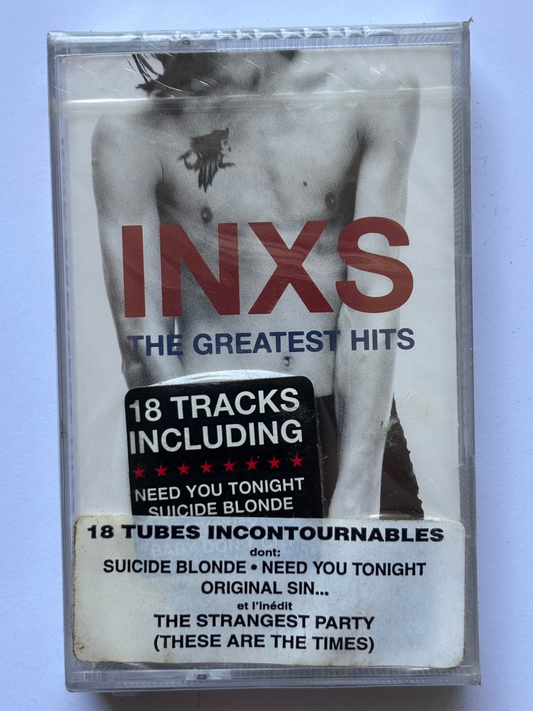 INXS
THE GREATEST HITS
18 TRACKS
INCLUDING
NEED YOU TONIGHT
SUICIDE BLONDE
18 TUBES INCONTOURNABLES
dont:
SUICIDE BLONDE • NEED YOU TONIGHT
ORIGINAL SIN...
et l'inédit
THE STRANGEST PARTY
(THESE ARE THE TIMES)